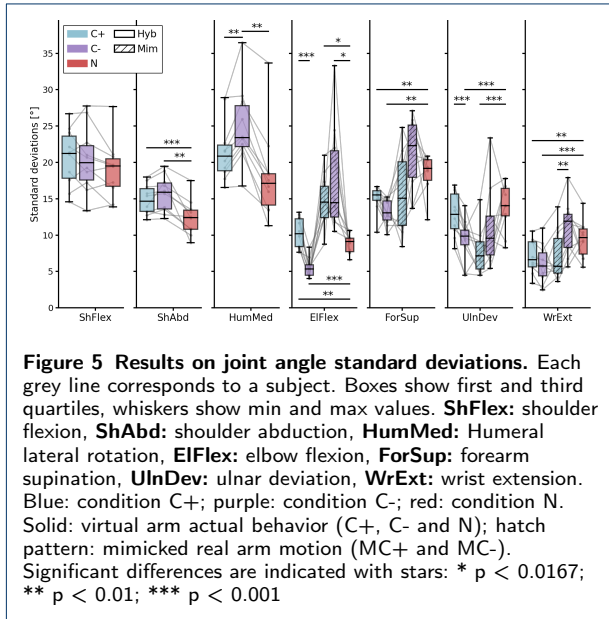 C+
C-
N
Hyb
Mim
Standard deviations [°]
35
30
25
20
15
10
5
0
***
**
** **
***
*
*
***
**
**
**
***
***
***
**
***
**
ShFlex ShAbd HumMed ElFlex ForSup UlnDev WrExt
Figure 5 Results on joint angle standard deviations. Each
grey line corresponds to a subject. Boxes show first and third
quartiles, whiskers show min and max values. ShFlex: shoulder
flexion, ShAbd: shoulder abduction, HumMed: Humeral
lateral rotation, ElFlex: elbow flexion, ForSup: forearm
supination, UlnDev: ulnar deviation, WrExt: wrist extension.
Blue: condition C+; purple: condition C-; red: condition N.
Solid: virtual arm actual behavior (C+, C- and N); hatch
pattern: mimicked real arm motion (MC+ and MC-).
Significant differences are indicated with stars: * p < 0.0167;
** p < 0.01; *** p < 0.001